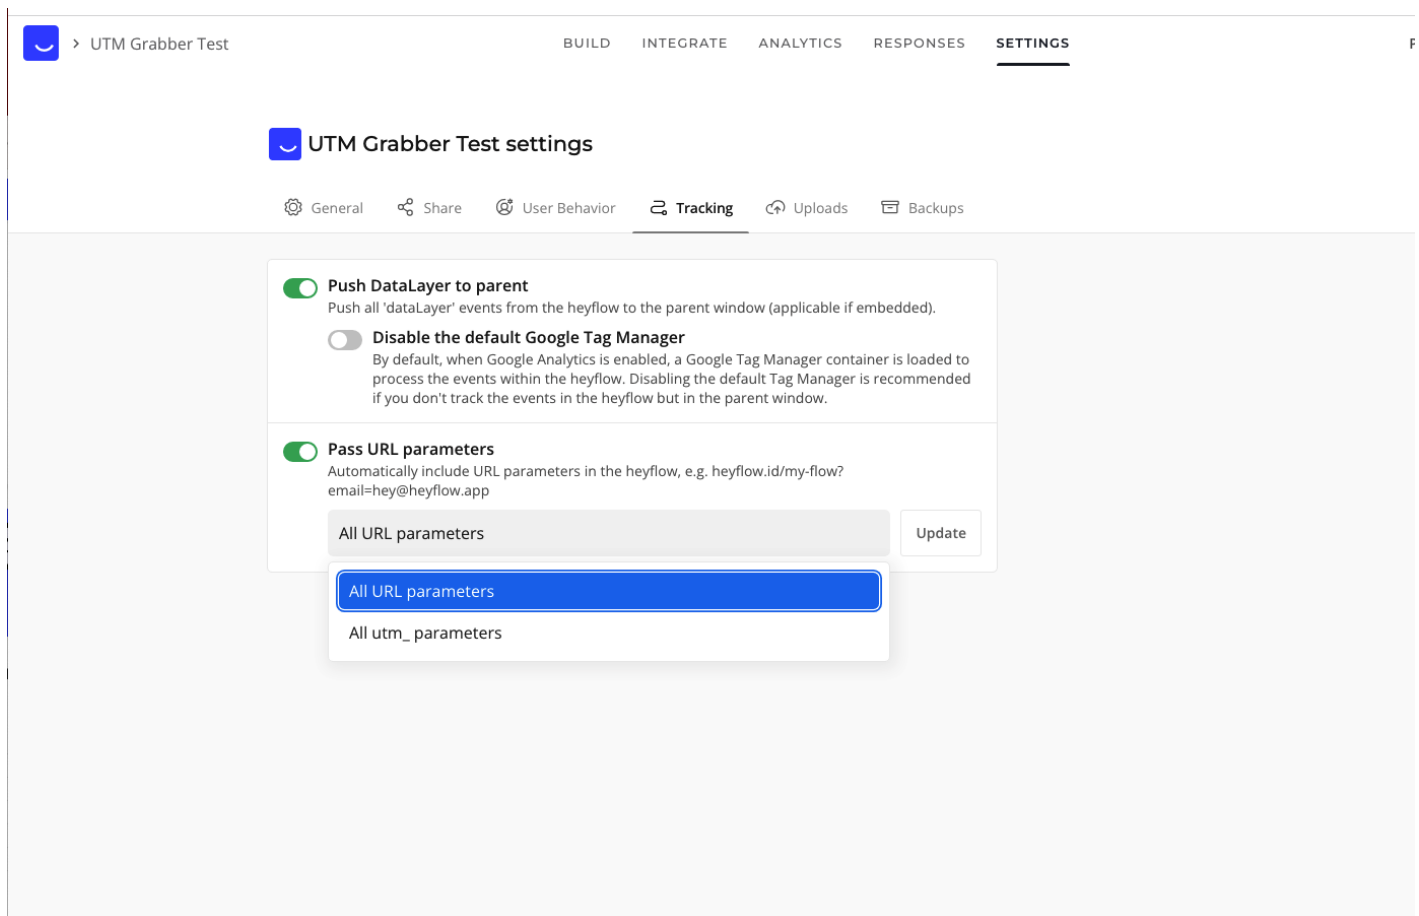 UTM Grabber Test
BUILD INTEGRATE ANALYTICS RESPONSES SETTINGS
UTM Grabber Test settings
General Share User Behavior Tracking Uploads Backups
Push DataLayer to parent
Push all 'dataLayer' events from the heyflow to the parent window (applicable if embedded).
Disable the default Google Tag Manager
By default, when Google Analytics is enabled, a Google Tag Manager container is loaded to
process the events within the heyflow. Disabling the default Tag Manager is recommended
if you don't track the events in the heyflow but in the parent window.
Pass URL parameters
Automatically include URL parameters in the heyflow, e.g. heyflow.id/my-flow?
email=hey@heyflow.app
All URL parameters
Update
All URL parameters
All utm_ parameters